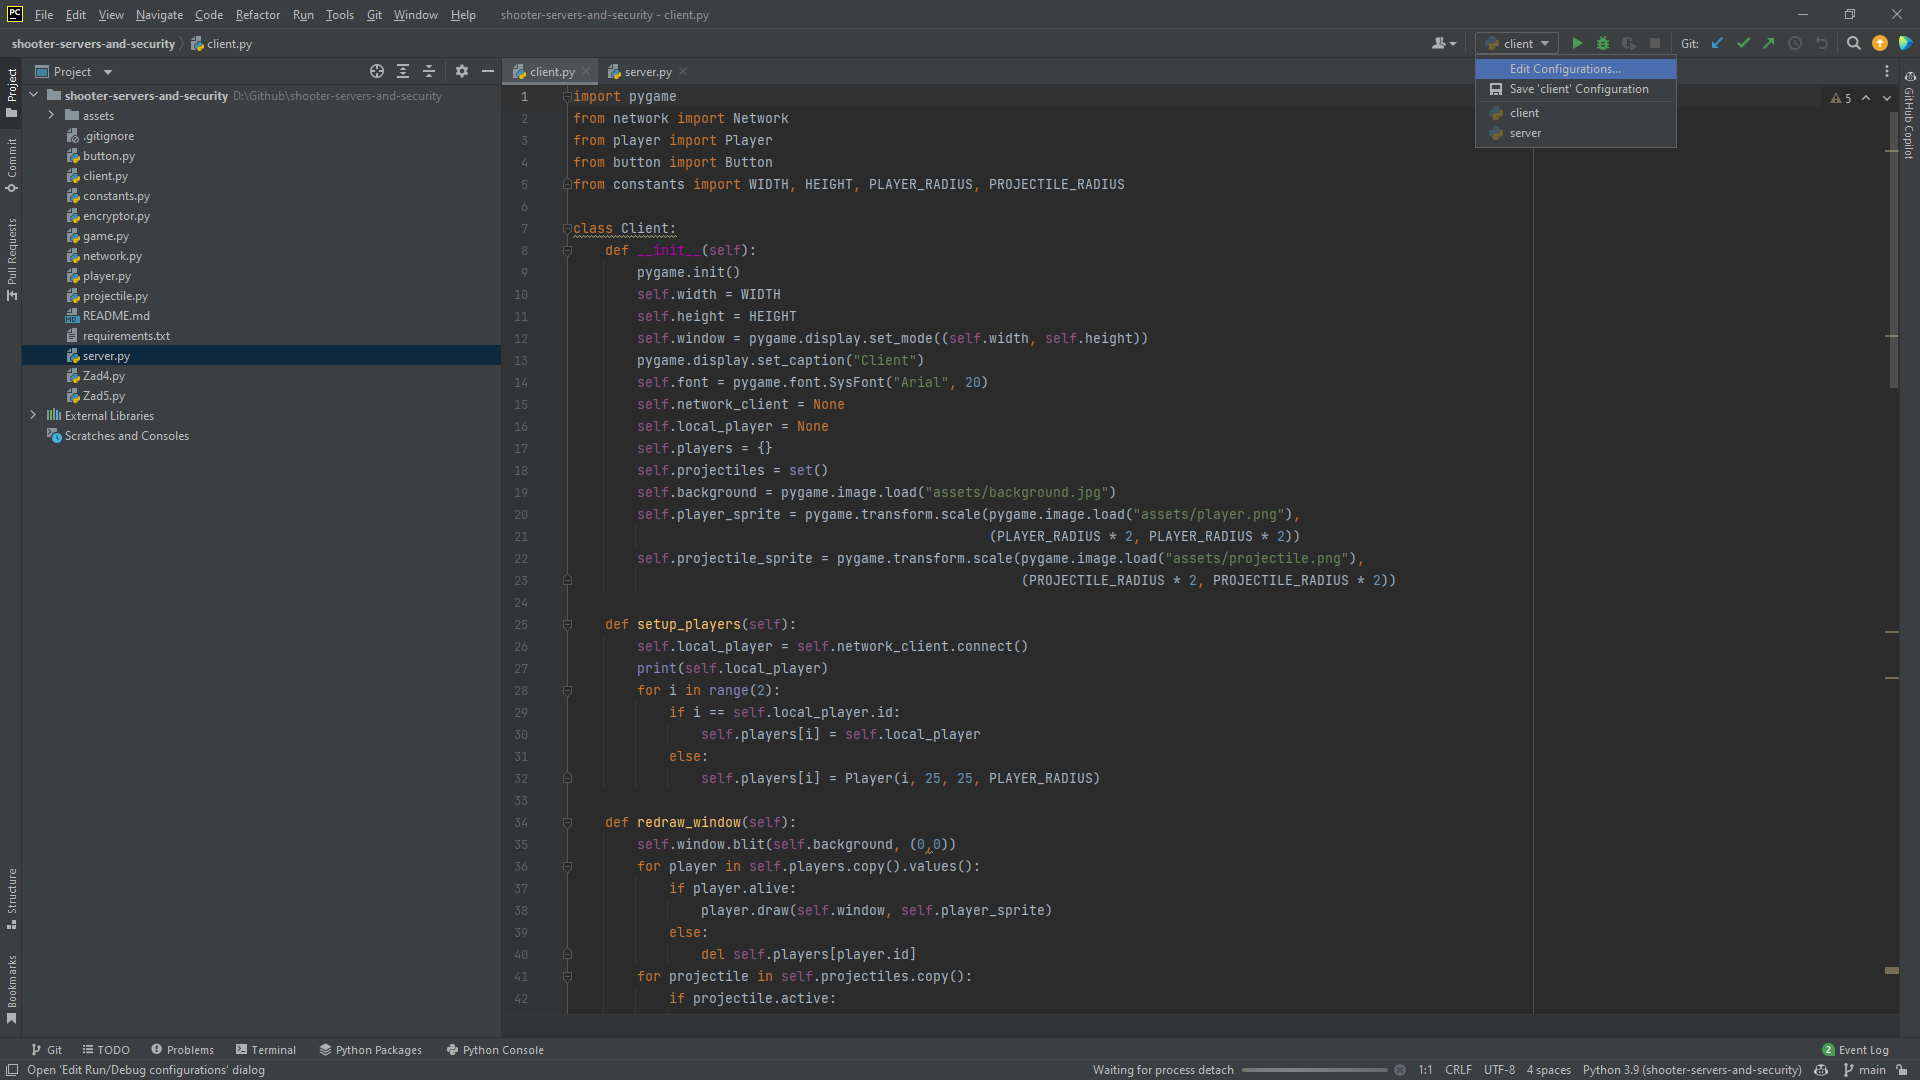 PC File Edit View Navigate Code Refactor Run Tools Git Window Help shooter-servers-and-security - client.py
shooter-servers-and-security client.py client Git:
Project
client.py server.py
Edit Configurations...
Save 'client' Configuration
client
server
5
Project
Commit
Pull Requests
Structure
Bookmarks
GitHub Copilot
shooter-servers-and-security D:\Github\shooter-servers-and-security
assets
.gitignore
button.py
client.py
constants.py
encryptor.py
game.py
network.py
player.py
projectile.py
README.md
requirements.txt
server.py
Zad4.py
Zad5.py
External Libraries
Scratches and Consoles
1 import pygame
2 from network import Network
3 from player import Player
4 from button import Button
5 from constants import WIDTH, HEIGHT, PLAYER_RADIUS, PROJECTILE_RADIUS
6
7 class Client:
8 def __init__(self):
9 pygame.init()
10 self.width = WIDTH
11 self.height = HEIGHT
12 self.window = pygame.display.set_mode((self.width, self.height))
13 pygame.display.set_caption("Client")
14 self.font = pygame.font.SysFont("Arial", 20)
15 self.network_client = None
16 self.local_player = None
17 self.players = {}
18 self.projectiles = set()
19 self.background = pygame.image.load("assets/background.jpg")
20 self.player_sprite = pygame.transform.scale(pygame.image.load("assets/player.png"),
21 (PLAYER_RADIUS * 2, PLAYER_RADIUS * 2))
22 self.projectile_sprite = pygame.transform.scale(pygame.image.load("assets/projectile.png"),
23 (PROJECTILE_RADIUS * 2, PROJECTILE_RADIUS * 2))
24
25 def setup_players(self):
26 self.local_player = self.network_client.connect()
27 print(self.local_player)
28 for i in range(2):
29 if i == self.local_player.id:
30 self.players[i] = self.local_player
31 else:
32 self.players[i] = Player(i, 25, 25, PLAYER_RADIUS)
33
34 def redraw_window(self):
35 self.window.blit(self.background, (0,0))
36 for player in self.players.copy().values():
37 if player.alive:
38 player.draw(self.window, self.player_sprite)
39 else:
40 del self.players[player.id]
41 for projectile in self.projectiles.copy():
42 if projectile.active:
Git TODO Problems Terminal Python Packages Python Console 2 Event Log
Open 'Edit Run/Debug configurations' dialog Waiting for process detach 1:1 CRLF UTF-8 4 spaces Python 3.9 (shooter-servers-and-security) main